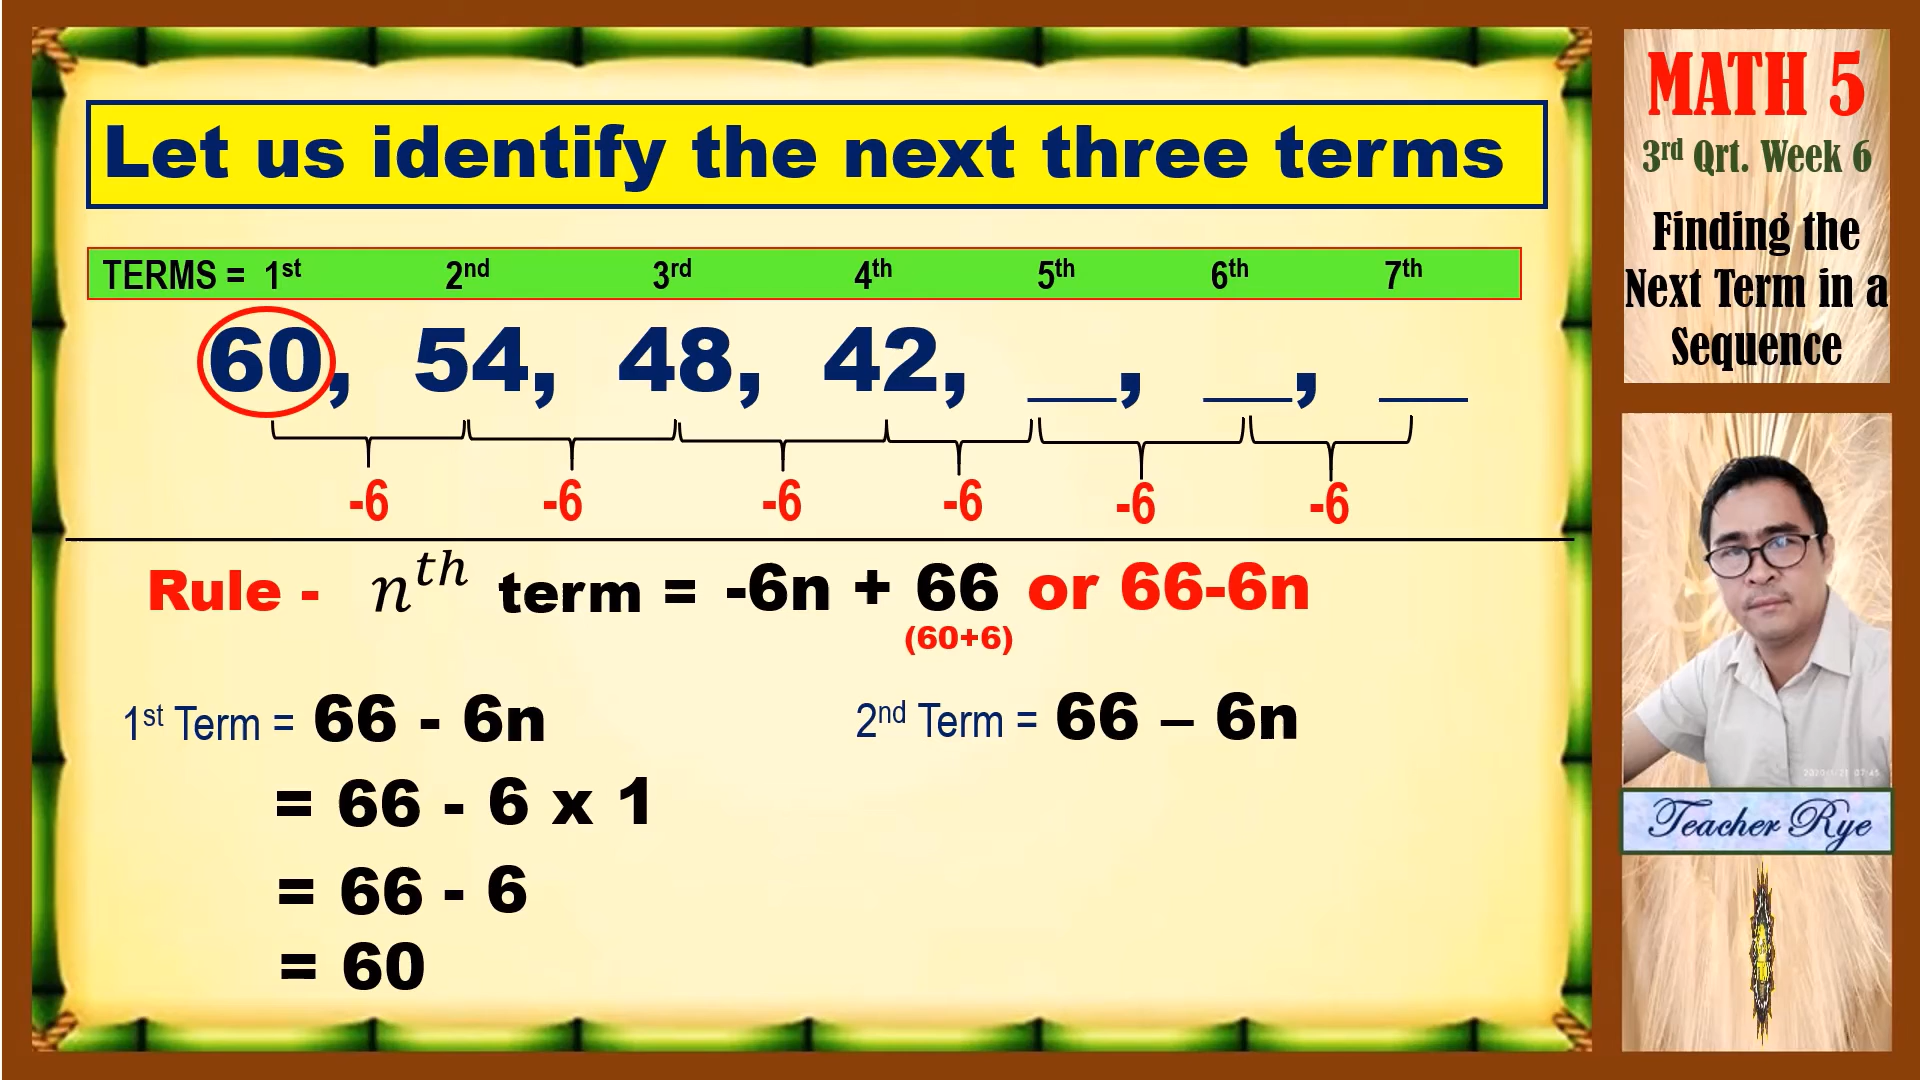 Let us identify the next three terms
TERMS = 1st 2nd 3rd 4th 5th 6th 7th
60, 54, 48, 42, __, __, __
-6 -6 -6 -6 -6 -6
Rule - nth term = -6n + 66 or 66-6n
(60+6)
1st Term = 66 - 6n
= 66 - 6 x 1
= 66 - 6
= 60
2nd Term = 66 – 6n
MATH 5
3rd Qrt. Week 6
Finding the
Next Term in a
Sequence
Teacher Rye